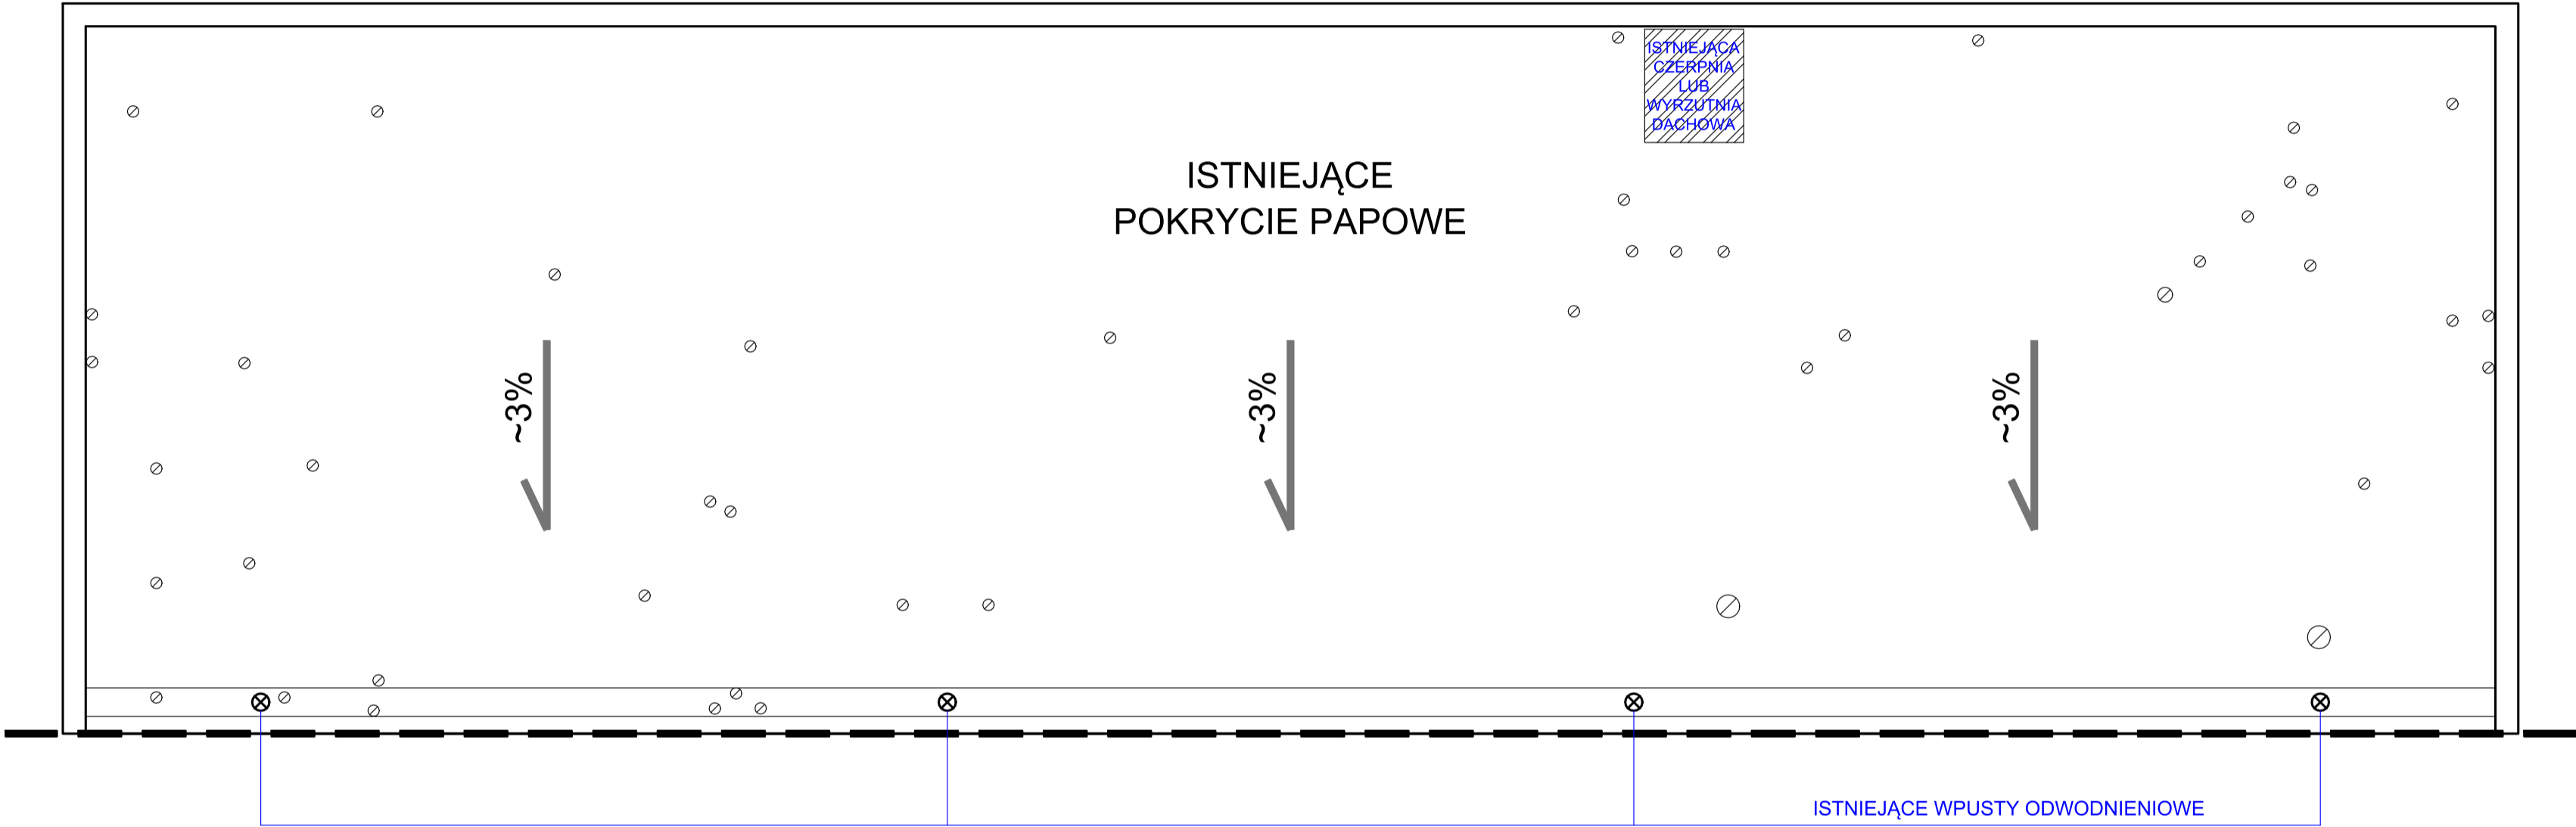 ISTNIEJĄCA
CZERPNIA
LUB
WYRZUTNIA
DACHOWA
ISTNIEJĄCE
POKRYCIE PAPOWE
~3%
~3%
~3%
ISTNIEJĄCE WPUSTY ODWODNIENIOWE